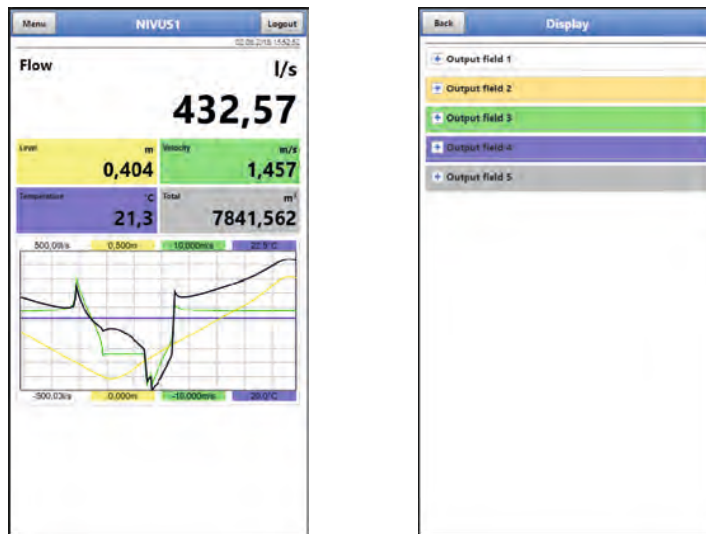 Menu NIVUS1 Logout
Flow l/s
432,57
Level m Velocity m/s
0,404 1,457
Temperature °C Total m³
21,3 7841,562
500,00l/s 0,500m 10,000m/s
-500,00l/s 0,000m -10,000m/s 20,0°C
Back Display
Output field 1
Output field 2
Output field 3
Output field 4
Output field 5